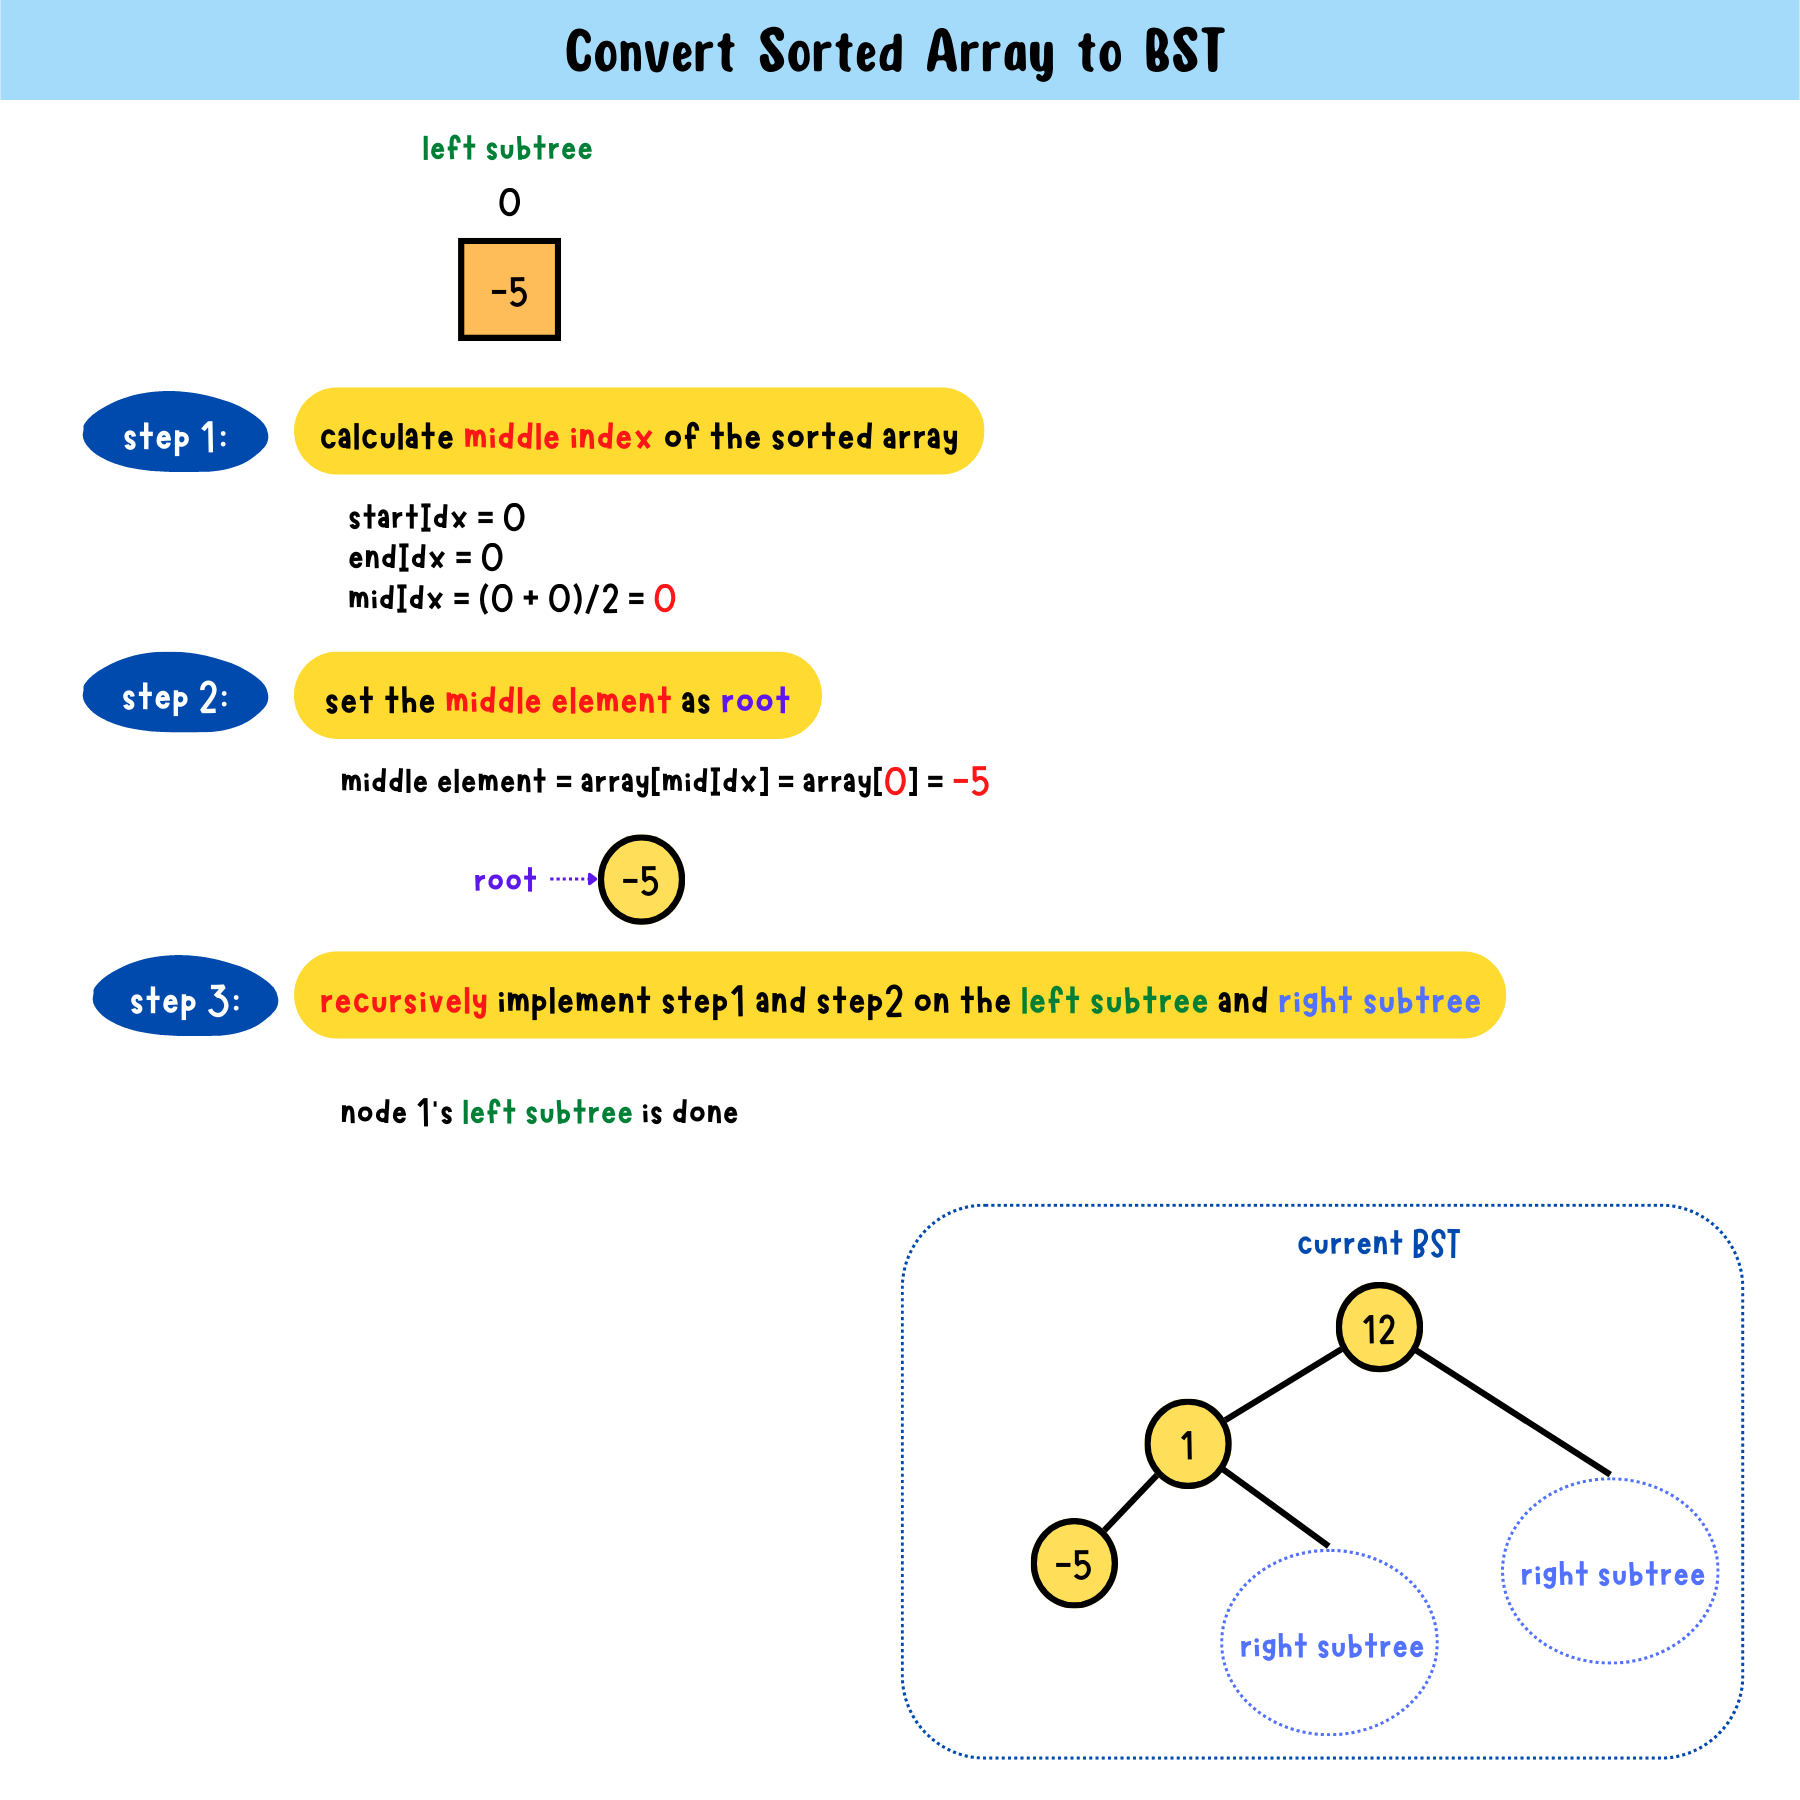 Convert Sorted Array to BST
left subtree
0
-5
step 1:
calculate middle index of the sorted array
startIdx = 0
endIdx = 0
midIdx = (0 + 0)/2 = 0
step 2:
set the middle element as root
middle element = array[midIdx] = array[0] = -5
root
-5
step 3:
recursively implement step1 and step2 on the left subtree and right subtree
node 1's left subtree is done
current BST
12
1
-5
right subtree
right subtree